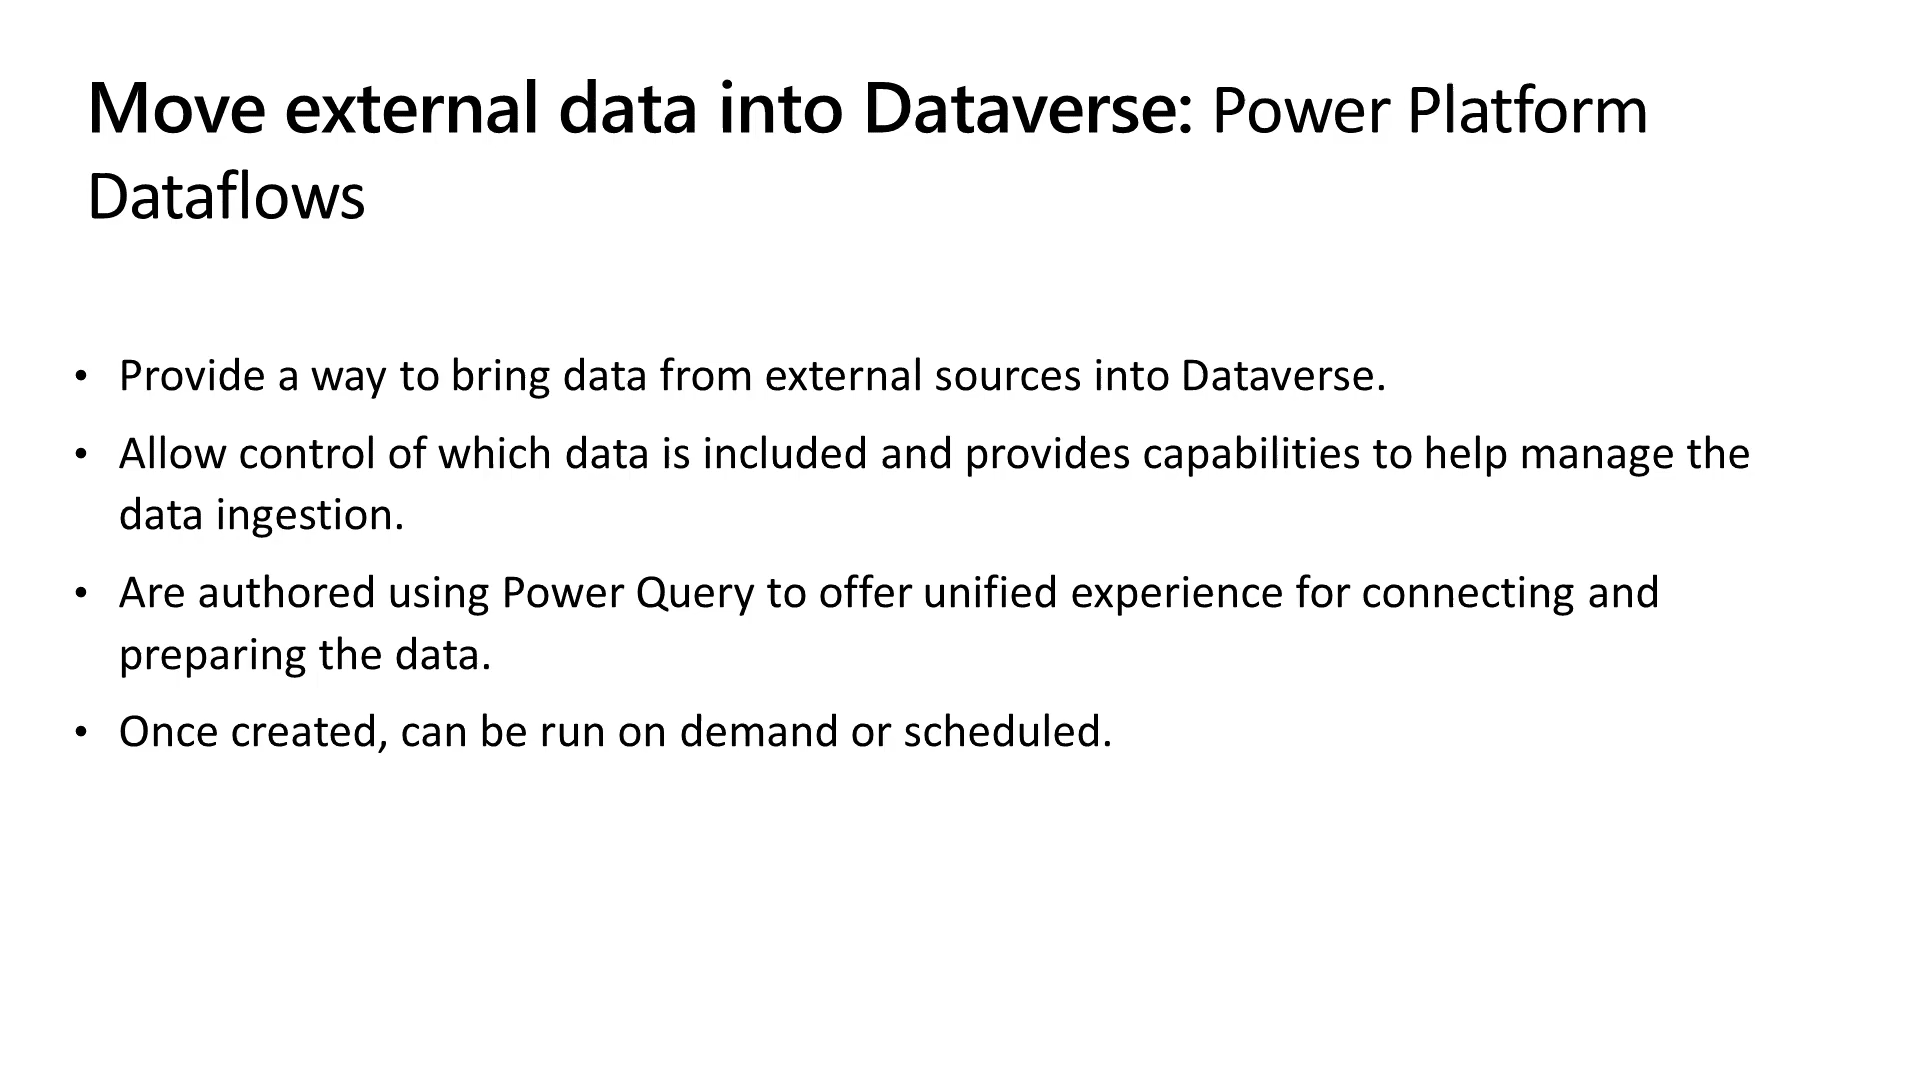 Move external data into Dataverse: Power Platform
Dataflows
• Provide a way to bring data from external sources into Dataverse.
• Allow control of which data is included and provides capabilities to help manage the
data ingestion.
• Are authored using Power Query to offer unified experience for connecting and
preparing the data.
• Once created, can be run on demand or scheduled.